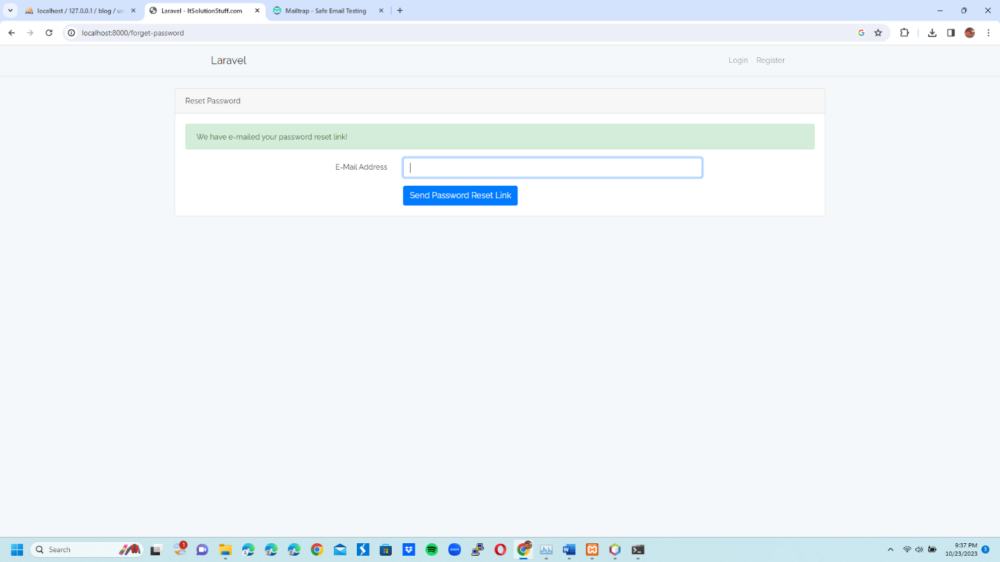 localhost / 127.0.0.1 / blog / us
Laravel - ItSolutionStuff.com
Mailtrap - Safe Email Testing
localhost:8000/forget-password
Laravel
Login
Register
Reset Password
We have e-mailed your password reset link!
E-Mail Address
Send Password Reset Link
Search
1
zoom
9:37 PM
10/23/2023
3